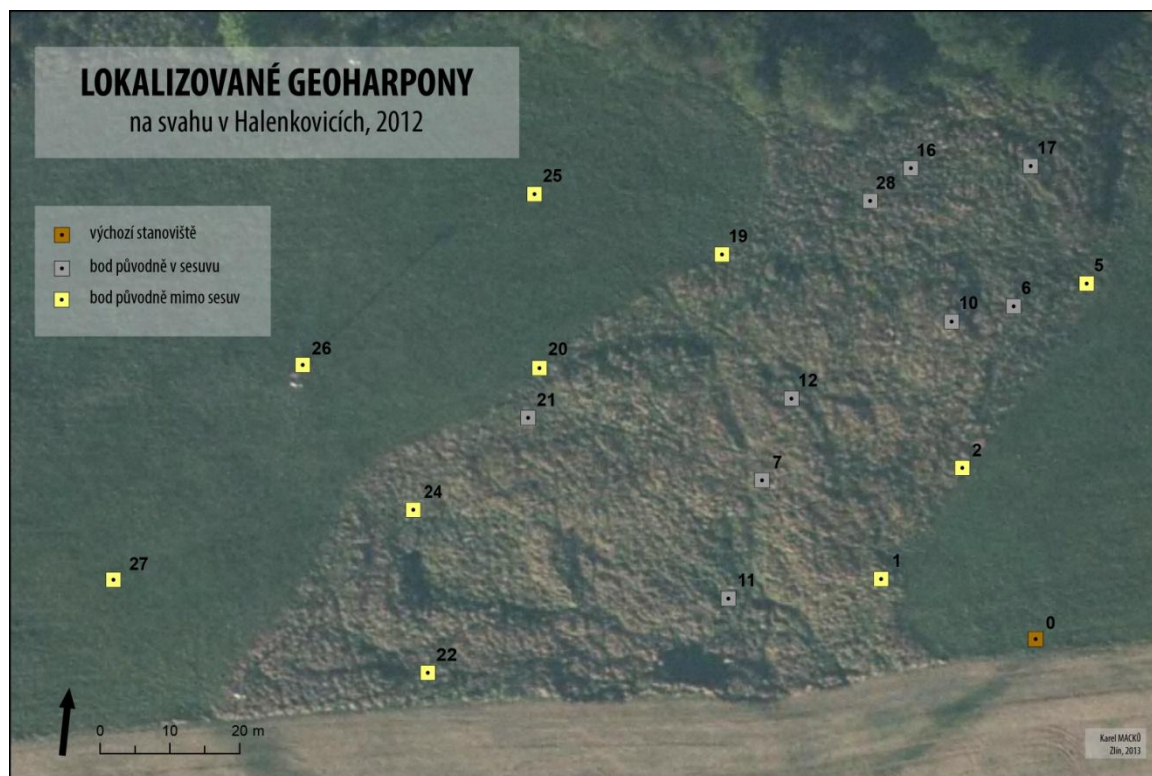 LOKALIZOVANÉ GEOHARPONY
na svahu v Halenkovicích, 2012
16
17
25
28
výchozí stanoviště
19
bod původně v sesuvu
5
bod původně mimo sesuv
6
10
26
20
12
21
2
7
24
27
1
11
0
22
0 10 20 m
Karel MACKŮ
Zlín, 2013